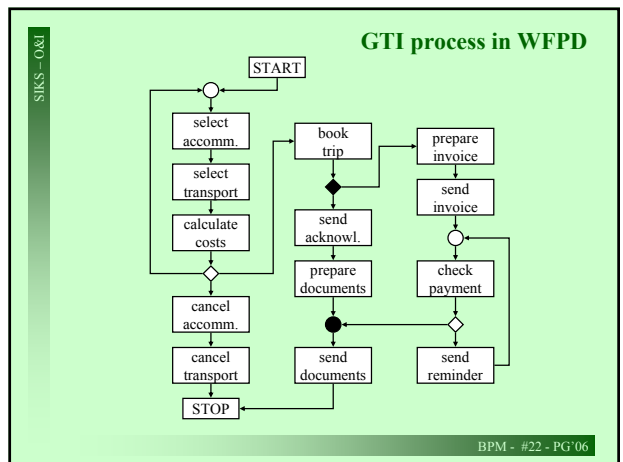 GTI process in WFPD
SIKS – O&I
START
select
accomm.
select
transport
calculate
costs
cancel
accomm.
cancel
transport
STOP
book
trip
send
acknowl.
prepare
documents
send
documents
prepare
invoice
send
invoice
check
payment
send
reminder
BPM - #22 - PG'06